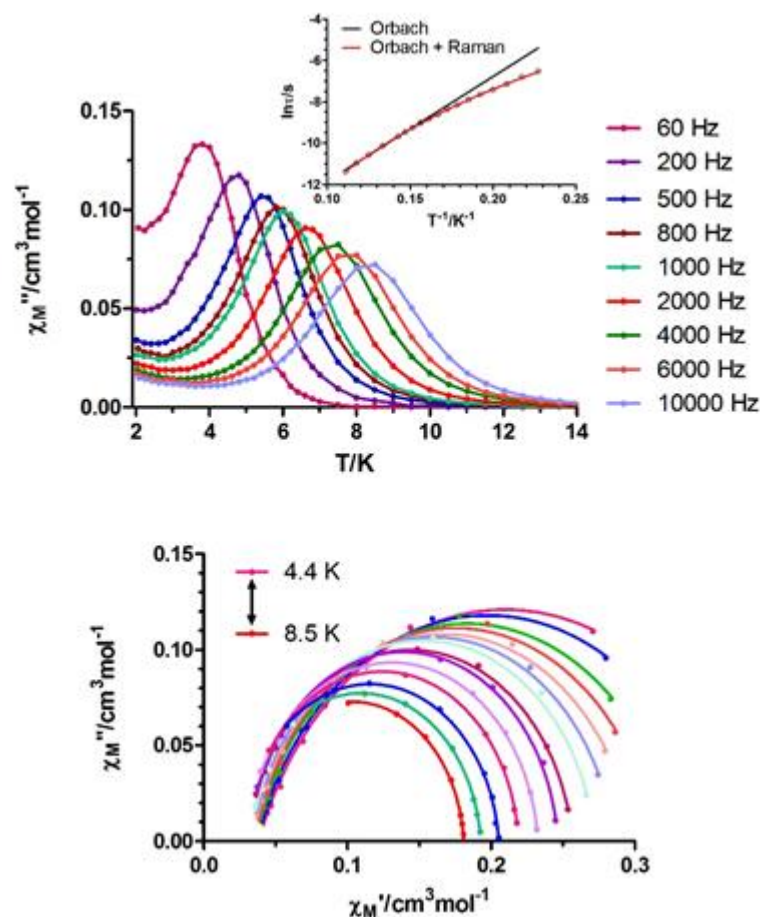 -4
Orbach
Orbach + Raman
-6
lnτ/s
-8
-10
-12
0.10
0.15
0.20
0.25
T⁻¹/K⁻¹
0.15
0.10
0.05
0.00
χM''/cm³mol⁻¹
2
4
6
8
10
12
14
T/K
60 Hz
200 Hz
500 Hz
800 Hz
1000 Hz
2000 Hz
4000 Hz
6000 Hz
10000 Hz
0.15
0.10
0.05
0.00
χM''/cm³mol⁻¹
4.4 K
8.5 K
0.0
0.1
0.2
0.3
χM'/cm³mol⁻¹